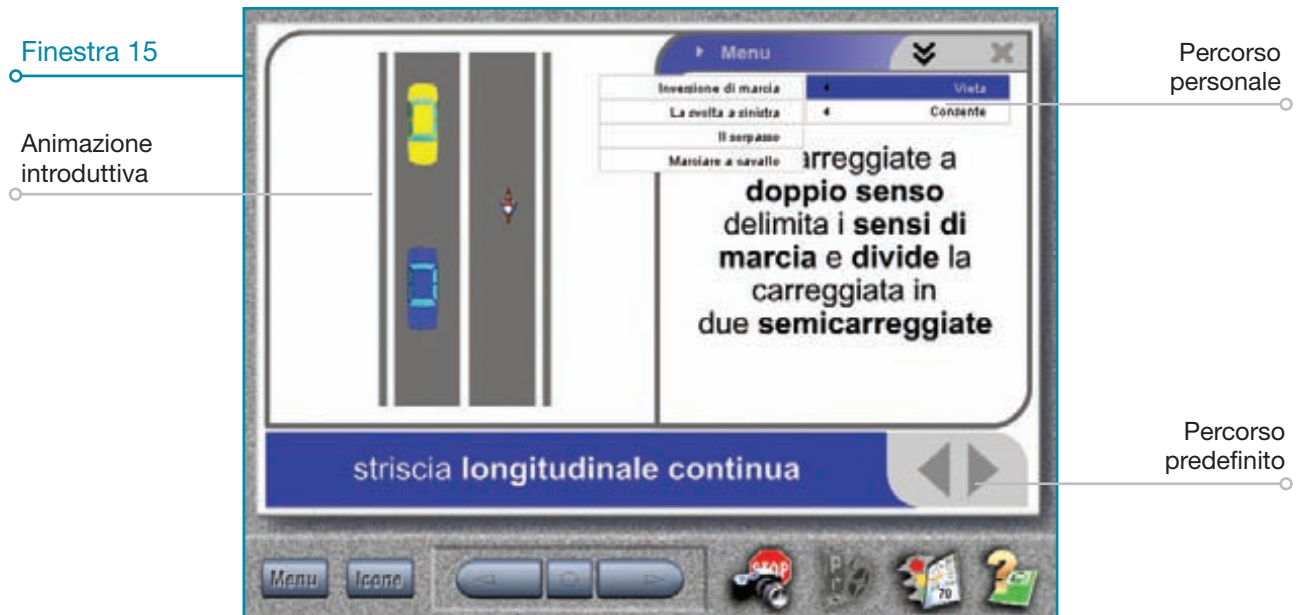 Finestra 15
Animazione
introduttiva
Percorso
personale
Percorso
predefinito
Menu
Inversione di marcia
La svolta a sinistra
Il sorpasso
Marciare a cavallo
Vieta
Consente
arreggiate a
doppio senso
delimita i sensi di
marcia e divide la
carreggiata in
due semicarreggiate
striscia longitudinale continua
Menu
Icone
STOP
70